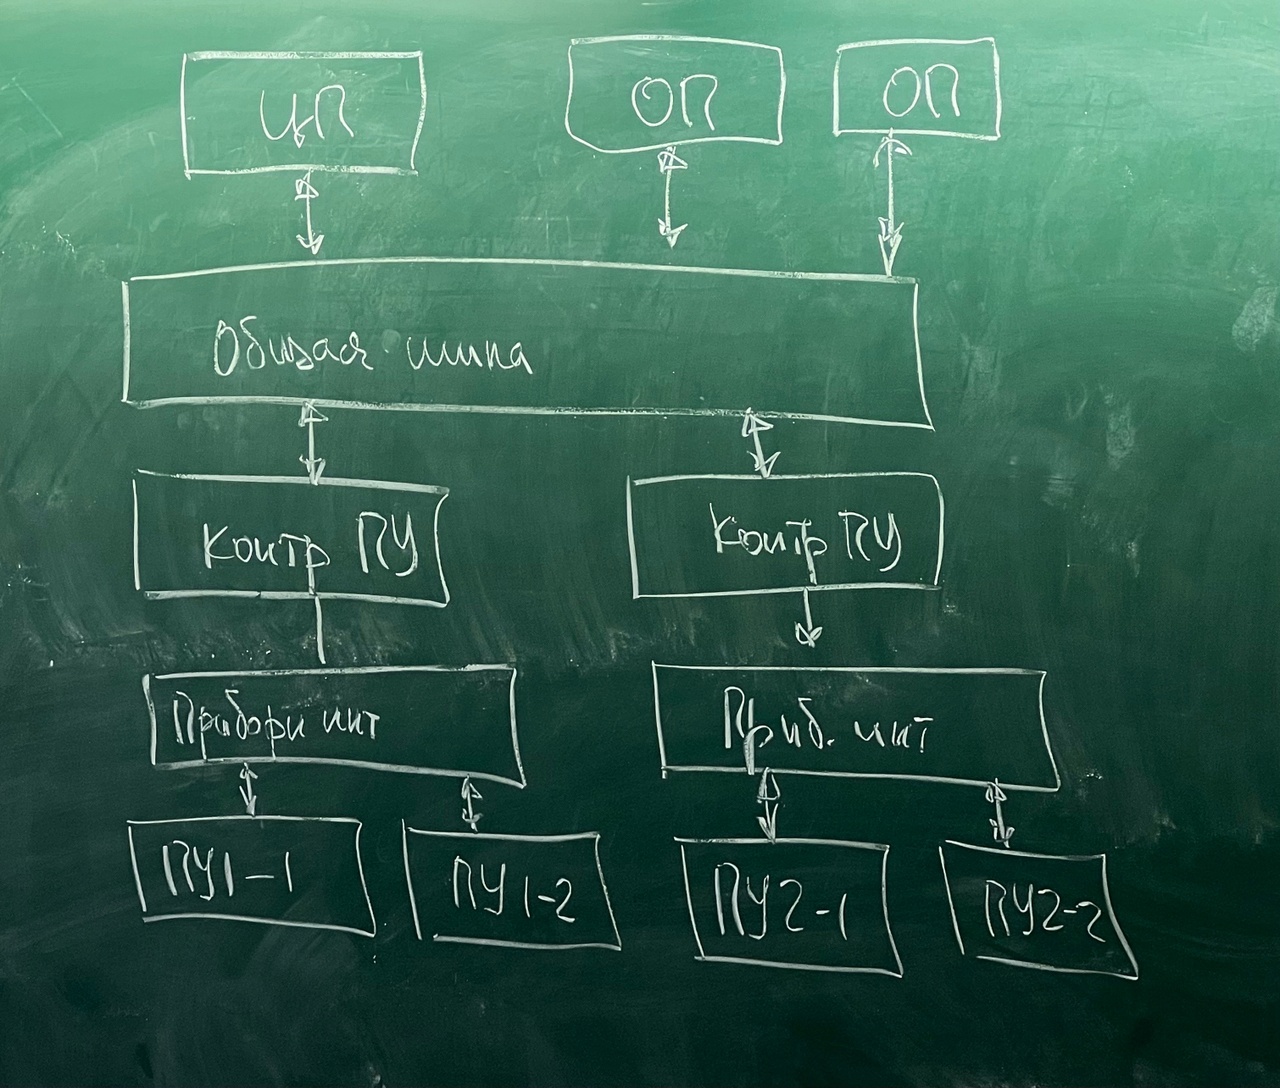 ЦП
ОП
ОП
Общая шина
Контр ПУ
Контр ПУ
Приборн инт
Приб. инт
ПУ1-1
ПУ1-2
ПУ2-1
ПУ2-2